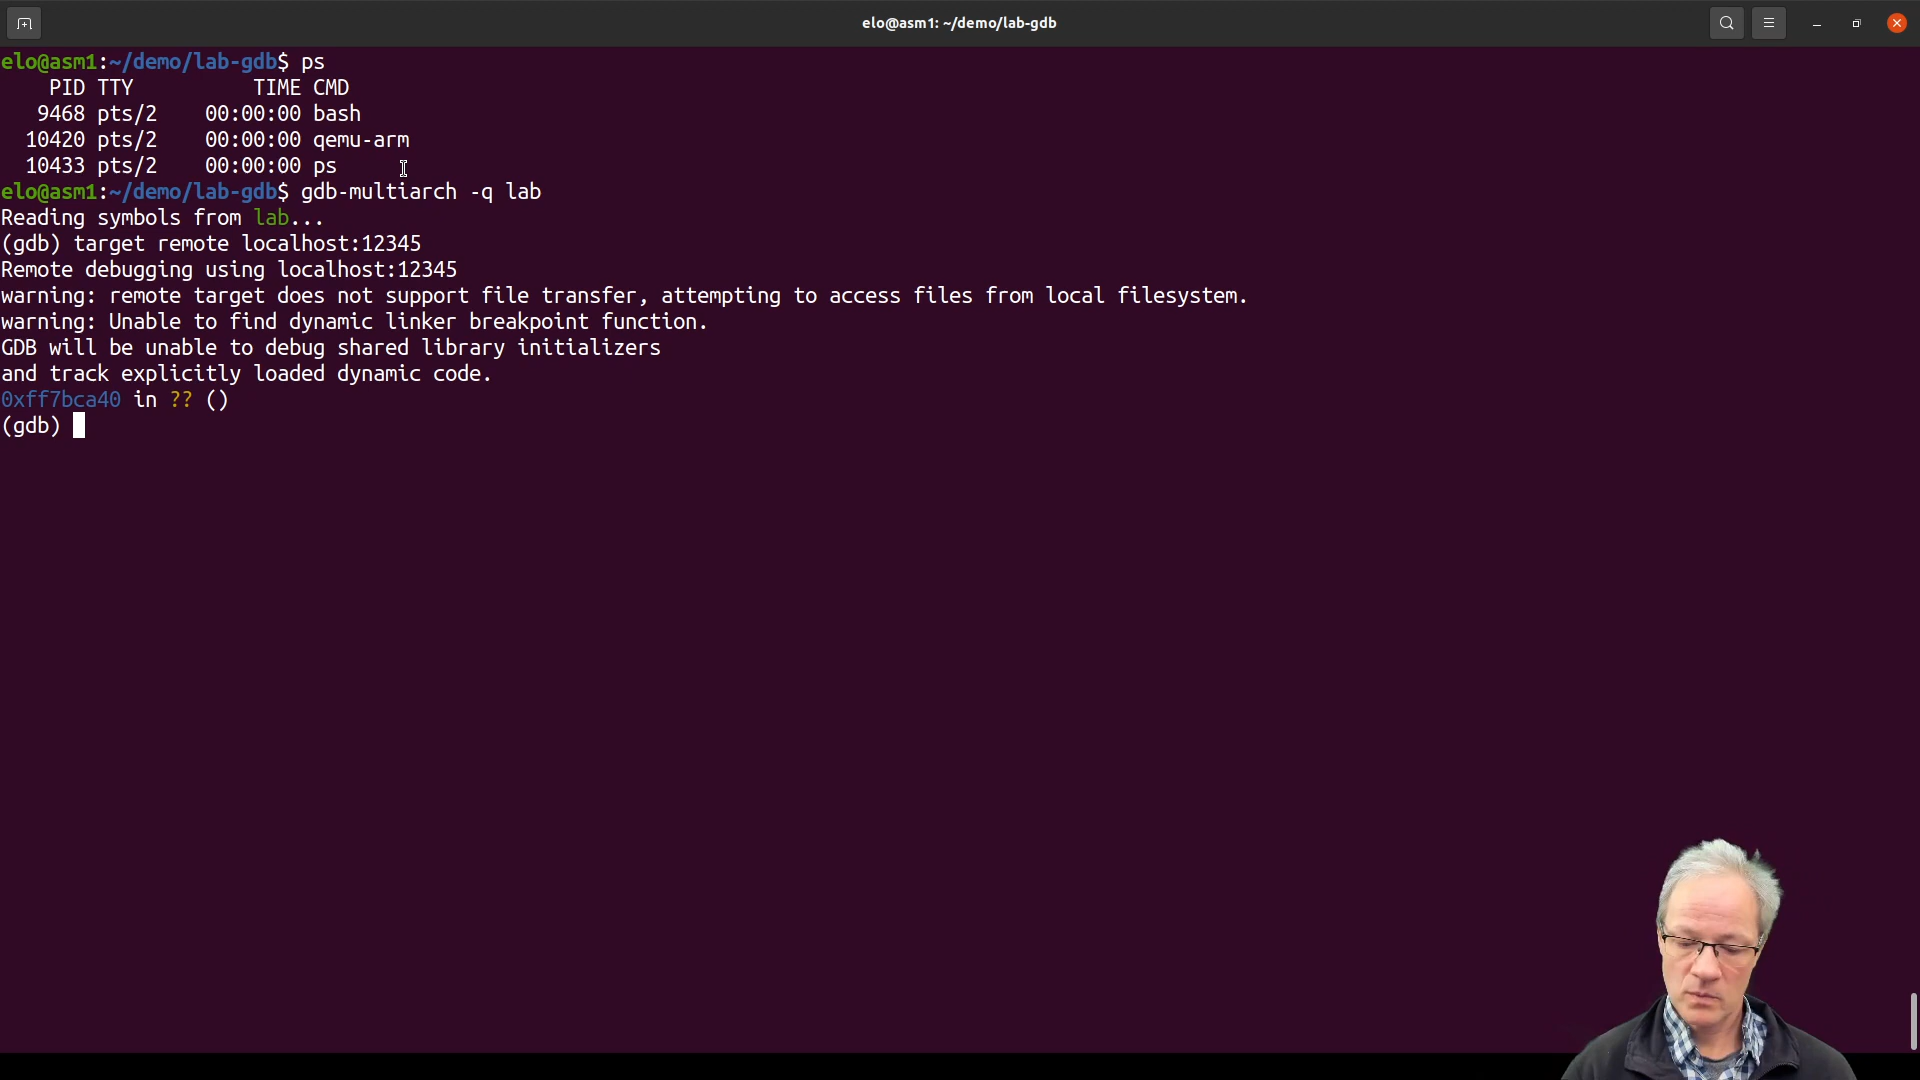 elo@asm1: ~/demo/lab-gdb
elo@asm1:~/demo/lab-gdb$ ps
PID TTY TIME CMD
9468 pts/2 00:00:00 bash
10420 pts/2 00:00:00 qemu-arm
10433 pts/2 00:00:00 ps
elo@asm1:~/demo/lab-gdb$ gdb-multiarch -q lab
Reading symbols from lab...
(gdb) target remote localhost:12345
Remote debugging using localhost:12345
warning: remote target does not support file transfer, attempting to access files from local filesystem.
warning: Unable to find dynamic linker breakpoint function.
GDB will be unable to debug shared library initializers
and track explicitly loaded dynamic code.
0xff7bca40 in ?? ()
(gdb)